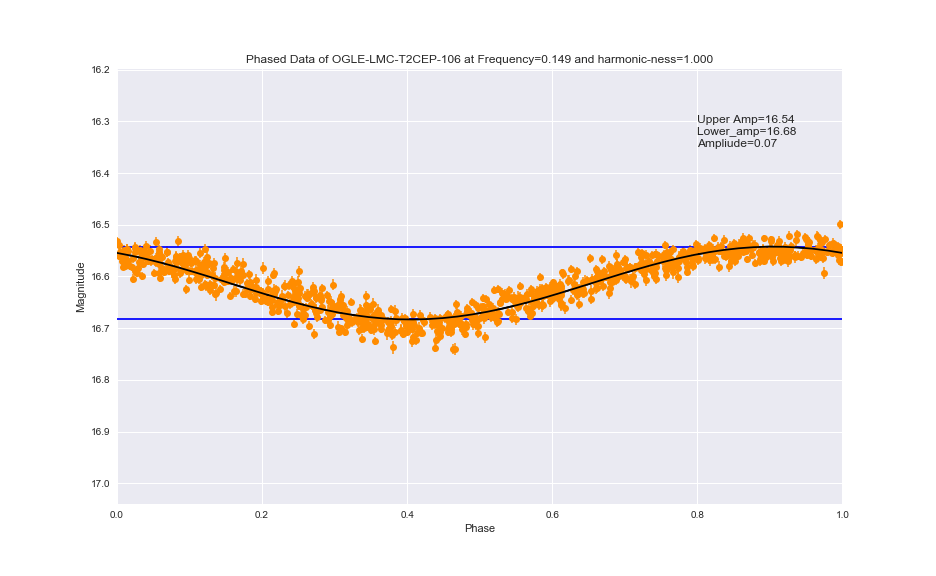 Phased Data of OGLE-LMC-T2CEP-106 at Frequency=0.149 and harmonic-ness=1.000
16.2
16.3
16.4
16.5
16.6
16.7
16.8
16.9
17.0
Magnitude
Upper Amp=16.54
Lower_amp=16.68
Ampliude=0.07
0.0
0.2
0.4
0.6
0.8
1.0
Phase